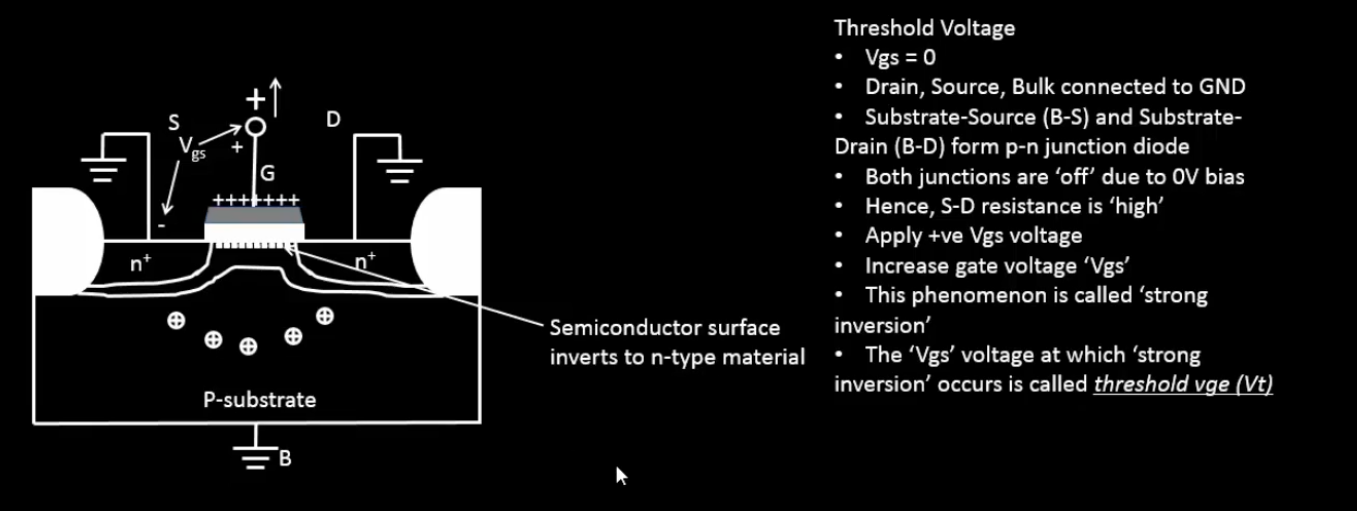 Threshold Voltage
• Vgs = 0
• Drain, Source, Bulk connected to GND
• Substrate-Source (B-S) and Substrate-
Drain (B-D) form p-n junction diode
• Both junctions are ‘off’ due to 0V bias
• Hence, S-D resistance is ‘high’
• Apply +ve Vgs voltage
• Increase gate voltage ‘Vgs’
• This phenomenon is called ‘strong
inversion’
• The ‘Vgs’ voltage at which ‘strong
inversion’ occurs is called threshold vge (Vt)
+
S
D
Vgs
+
G
+++++++
-
n+
n+
Semiconductor surface
inverts to n-type material
P-substrate
B